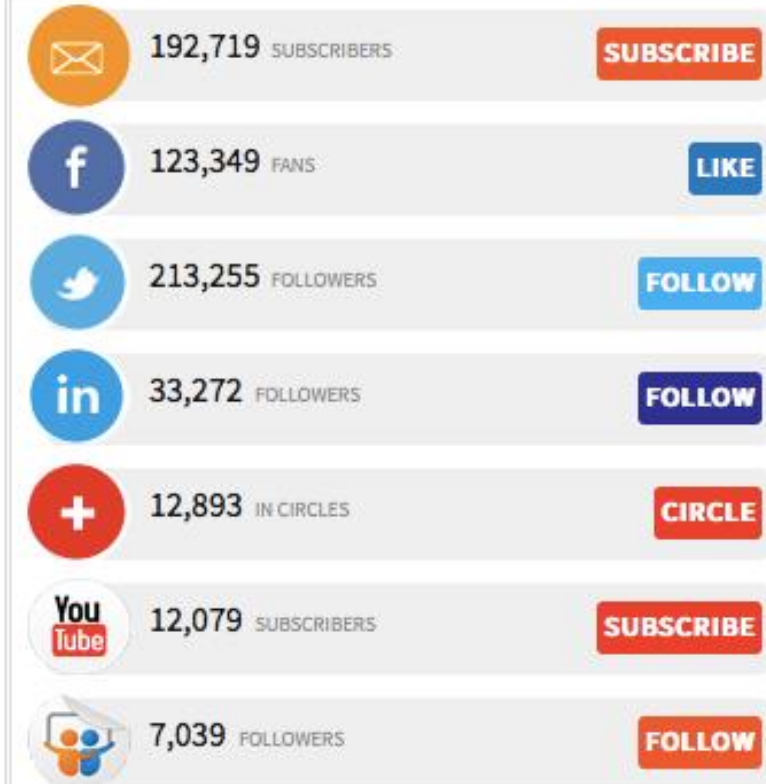 192,719 SUBSCRIBERS SUBSCRIBE
f 123,349 FANS LIKE
213,255 FOLLOWERS FOLLOW
in 33,272 FOLLOWERS FOLLOW
+ 12,893 IN CIRCLES CIRCLE
You
Tube 12,079 SUBSCRIBERS SUBSCRIBE
7,039 FOLLOWERS FOLLOW